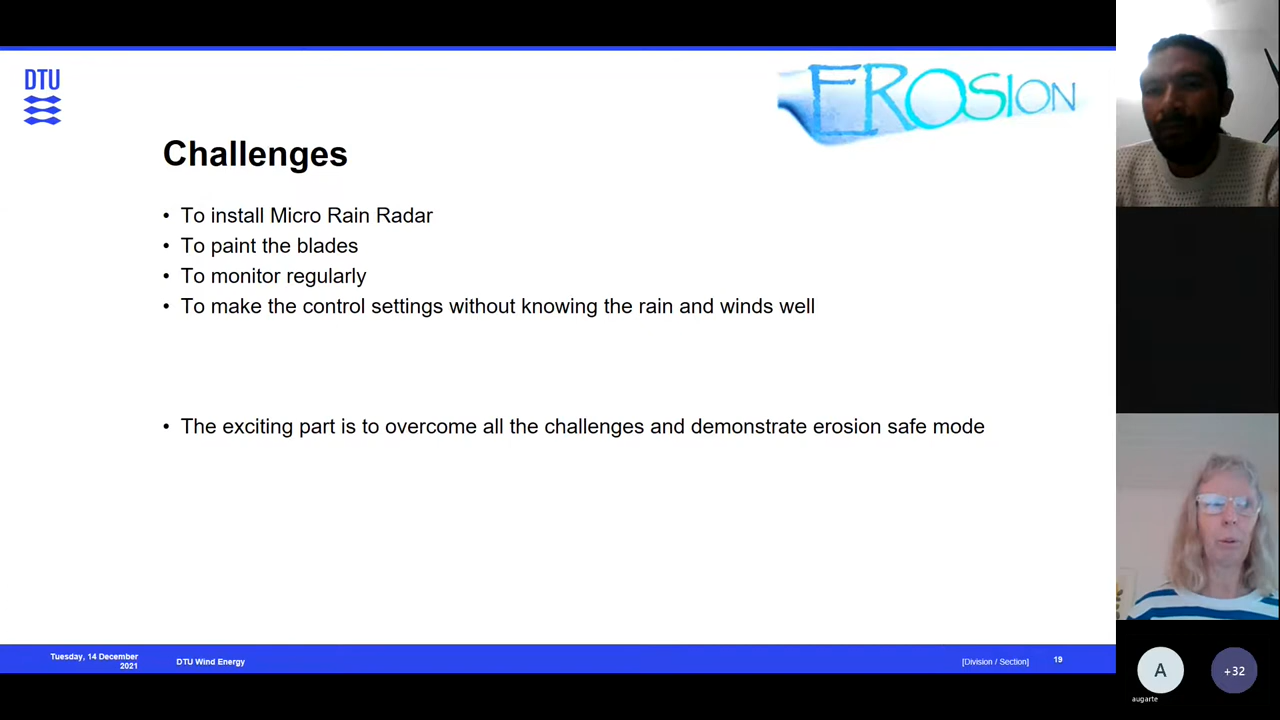 DTU
EROSION
Challenges
• To install Micro Rain Radar
• To paint the blades
• To monitor regularly
• To make the control settings without knowing the rain and winds well
• The exciting part is to overcome all the challenges and demonstrate erosion safe mode
Tuesday, 14 December
2021
DTU Wind Energy
[Division / Section]
19
A
+32
augarte